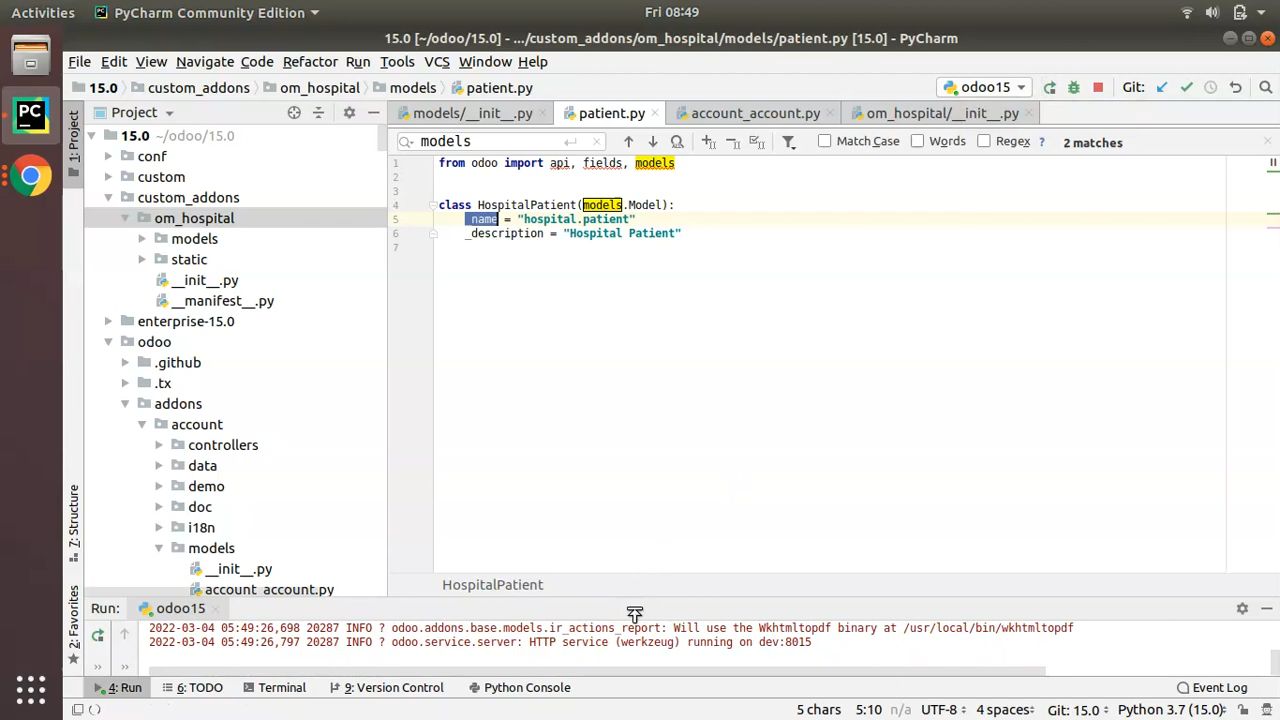 Activities PyCharm Community Edition Fri 08:49
15.0 [~/odoo/15.0] - .../custom_addons/om_hospital/models/patient.py [15.0] - PyCharm
File Edit View Navigate Code Refactor Run Tools VCS Window Help
15.0 custom_addons om_hospital models patient.py odoo15 Git:
Project models/__init__.py patient.py account_account.py om_hospital/__init__.py
1: Project
15.0 ~/odoo/15.0
conf
custom
custom_addons
om_hospital
models
static
__init__.py
__manifest__.py
enterprise-15.0
odoo
.github
.tx
addons
account
controllers
data
demo
doc
i18n
models
__init__.py
account_account.py
models Match Case Words Regex ? 2 matches
1 from odoo import api, fields, models
2
3
4 class HospitalPatient(models.Model):
5 _name = "hospital.patient"
6 _description = "Hospital Patient"
7
HospitalPatient
7: Structure
2: Favorites
Run: odoo15
2022-03-04 05:49:26,698 20287 INFO ? odoo.addons.base.models.ir_actions_report: Will use the Wkhtmltopdf binary at /usr/local/bin/wkhtmltopdf
2022-03-04 05:49:26,797 20287 INFO ? odoo.service.server: HTTP service (werkzeug) running on dev:8015
4: Run 6: TODO Terminal 9: Version Control Python Console Event Log
5 chars 5:10 n/a UTF-8 4 spaces Git: 15.0 Python 3.7 (15.0)